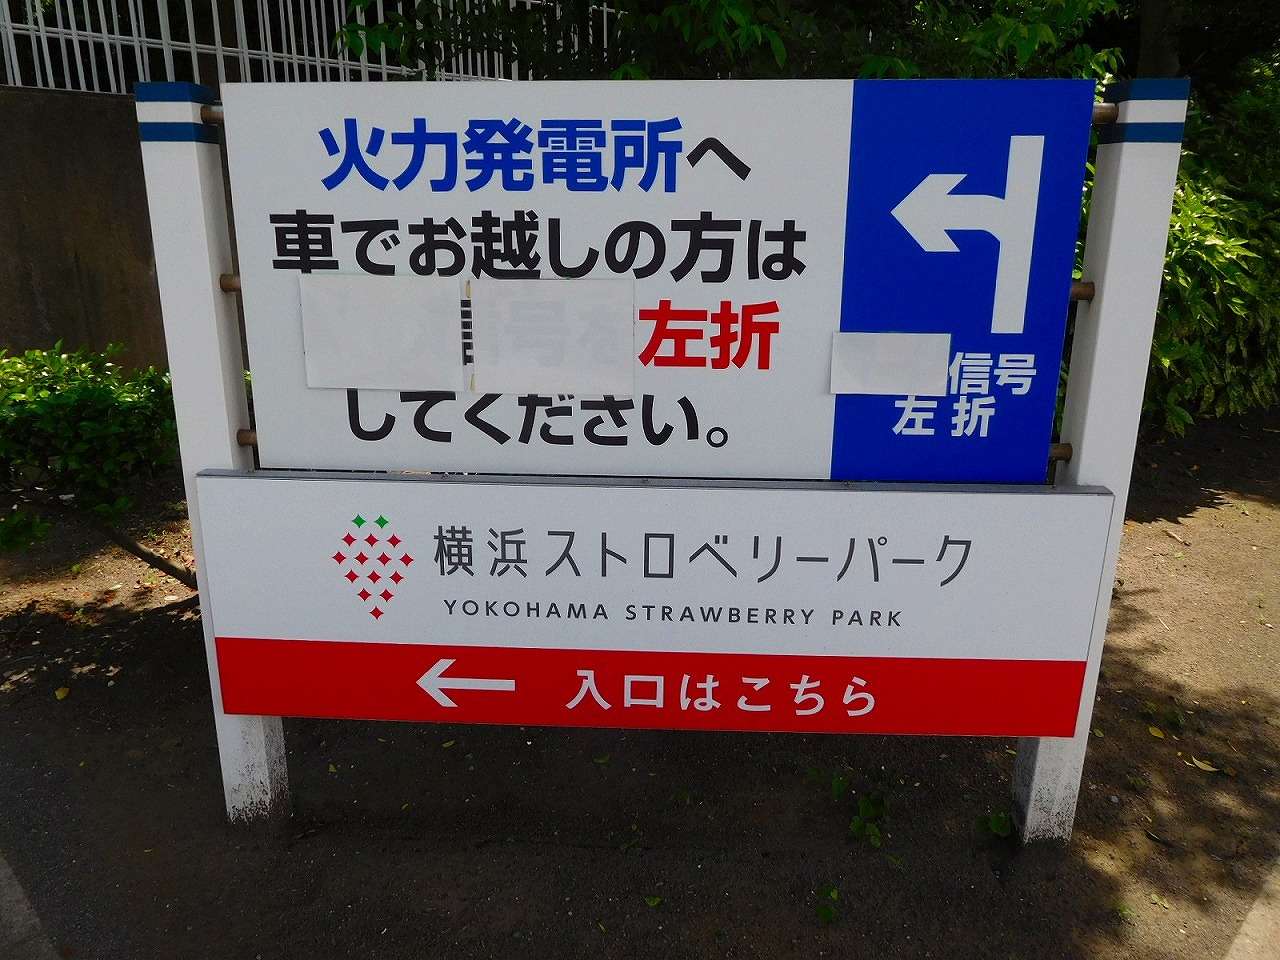 火力発電所へ
車でお越しの方は
左折
してください。
信号
左折
横浜ストロベリーパーク
YOKOHAMA STRAWBERRY PARK
← 入口はこちら